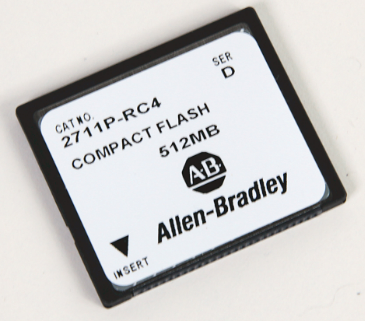 CAT NO.
2711P-RC4
SER
D
COMPACT FLASH
512MB
AB
Allen-Bradley
INSERT